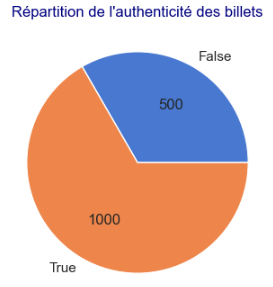 Répartition de l'authenticité des billets
False
500
1000
True